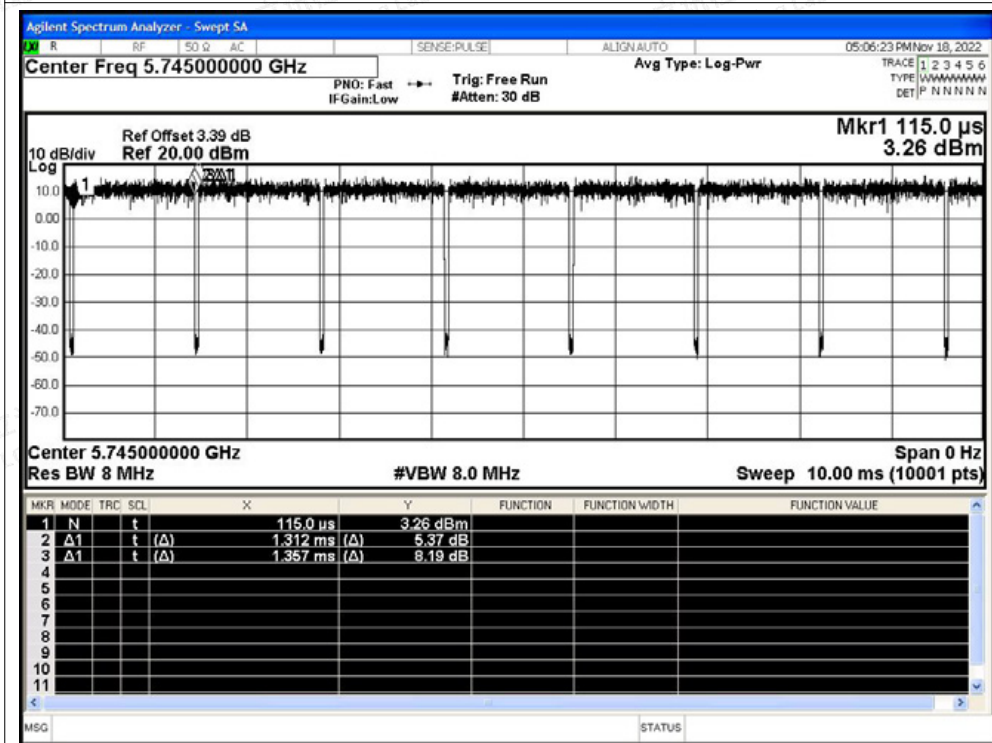 Agilent Spectrum Analyzer - Swept SA
R RF 50 Ω AC SENSE:PULSE ALIGN AUTO 05:06:23 PM Nov 18, 2022
Center Freq 5.745000000 GHz Avg Type: Log-Pwr TRACE 1 2 3 4 5 6
PNO: Fast Trig: Free Run TYPE WWWWWW
IFGain:Low #Atten: 30 dB DET P N N N N N
Mkr1 115.0 µs
Ref Offset 3.39 dB
10 dB/div Ref 20.00 dBm 3.26 dBm
Log
10.0 1
0.00
-10.0
-20.0
-30.0
-40.0
-50.0
-60.0
-70.0
Center 5.745000000 GHz Span 0 Hz
Res BW 8 MHz #VBW 8.0 MHz Sweep 10.00 ms (10001 pts)
MKR MODE TRC SCL X Y FUNCTION FUNCTION WIDTH FUNCTION VALUE
1 N t 115.0 µs 3.26 dBm
2 Δ1 t (Δ) 1.312 ms (Δ) 5.37 dB
3 Δ1 t (Δ) 1.357 ms (Δ) 8.19 dB
4
5
6
7
8
9
10
11
MSG STATUS